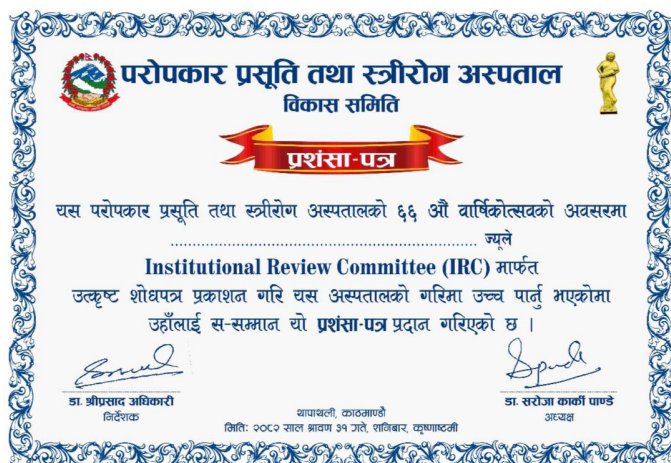 परोपकार प्रसूति तथा स्त्रीरोग अस्पताल
विकास समिति
प्रशंसा-पत्र
यस परोपकार प्रसूति तथा स्त्रीरोग अस्पतालको ६६ औ वार्षिकोत्सवको अवसरमा
........................................................................ ज्यूले
Institutional Review Committee (IRC) मार्फत
उत्कृष्ट शोधपत्र प्रकाशन गरि यस अस्पतालको गरिमा उच्च पार्नु भएकोमा
उहाँलाई स-सम्मान यो प्रशंसा-पत्र प्रदान गरिएको छ ।
डा. श्रीप्रसाद अधिकारी
निर्देशक
थापाथली, काठमाण्डौ
मिति: २०८२ साल श्रावण ३१ गते, शनिबार, कृष्णाष्टमी
डा. सरोजा कार्की पाण्डे
अध्यक्ष